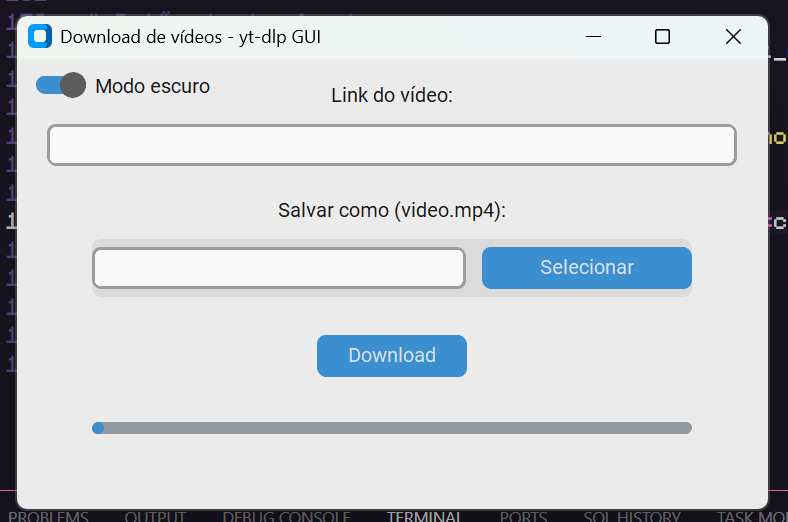 Download de vídeos - yt-dlp GUI
Modo escuro
Link do vídeo:
Salvar como (video.mp4):
Selecionar
Download
PROBLEMS OUTPUT DEBUG CONSOLE TERMINAL PORTS SQL HISTORY TASK MO